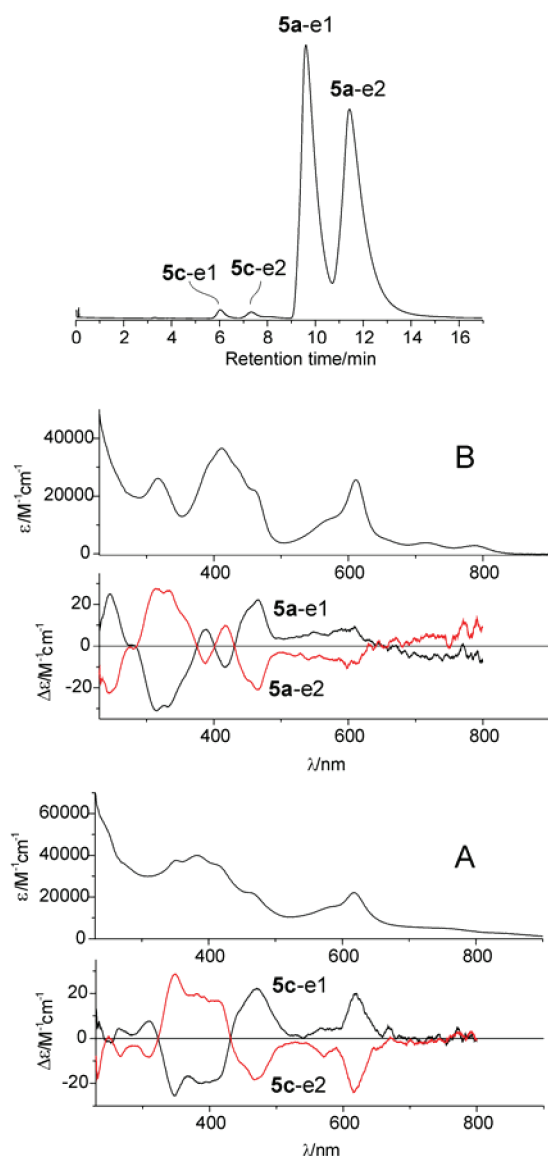 5a-e1
5a-e2
5c-e1 5c-e2
0 2 4 6 8 10 12 14 16
Retention time/min
B
40000
20000
0
ε/M⁻¹cm⁻¹
400 600 800
20
0
-20
Δε/M⁻¹cm⁻¹
5a-e1
5a-e2
400 600 800
λ/nm
A
60000
40000
20000
0
ε/M⁻¹cm⁻¹
400 600 800
20
0
-20
Δε/M⁻¹cm⁻¹
5c-e1
5c-e2
400 600 800
λ/nm